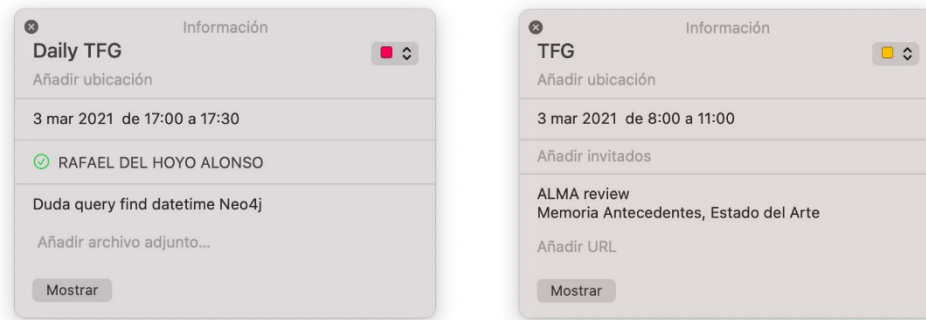 Información
Daily TFG
Añadir ubicación
3 mar 2021 de 17:00 a 17:30
RAFAEL DEL HOYO ALONSO
Duda query find datetime Neo4j
Añadir archivo adjunto...
Mostrar
Información
TFG
Añadir ubicación
3 mar 2021 de 8:00 a 11:00
Añadir invitados
ALMA review
Memoria Antecedentes, Estado del Arte
Añadir URL
Mostrar